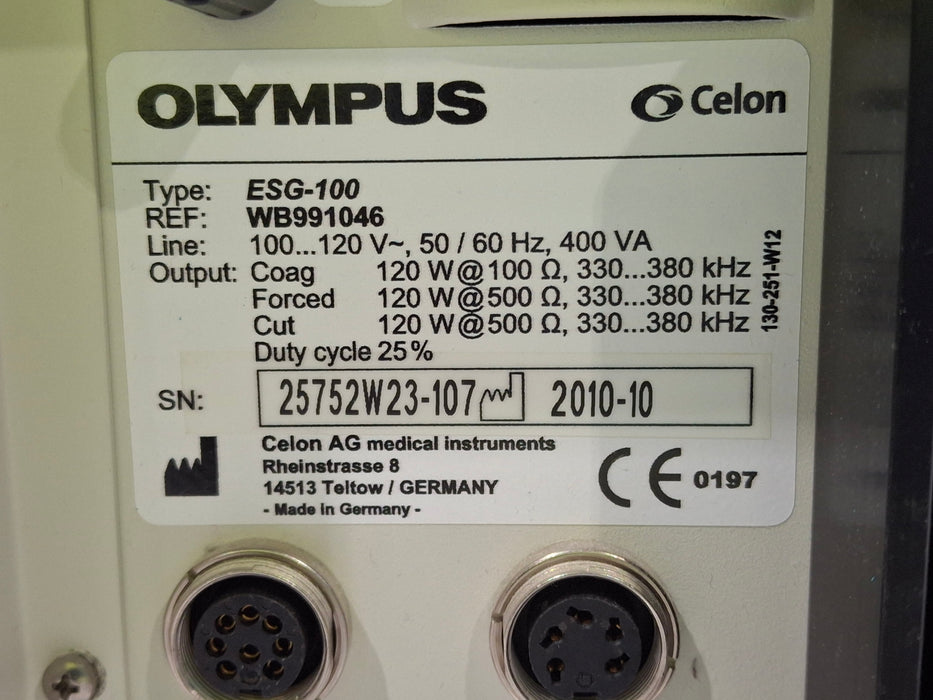 OLYMPUS
Celon
Type: ESG-100
REF: WB991046
Line: 100...120 V~, 50 / 60 Hz, 400 VA
Output: Coag 120 W@100 Ω, 330...380 kHz
Forced 120 W@500 Ω, 330...380 kHz
Cut 120 W@500 Ω, 330...380 kHz
Duty cycle 25%
130-251-W12
SN: 25752W23-107 2010-10
Celon AG medical instruments
Rheinstrasse 8
14513 Teltow / GERMANY
- Made in Germany -
CE 0197